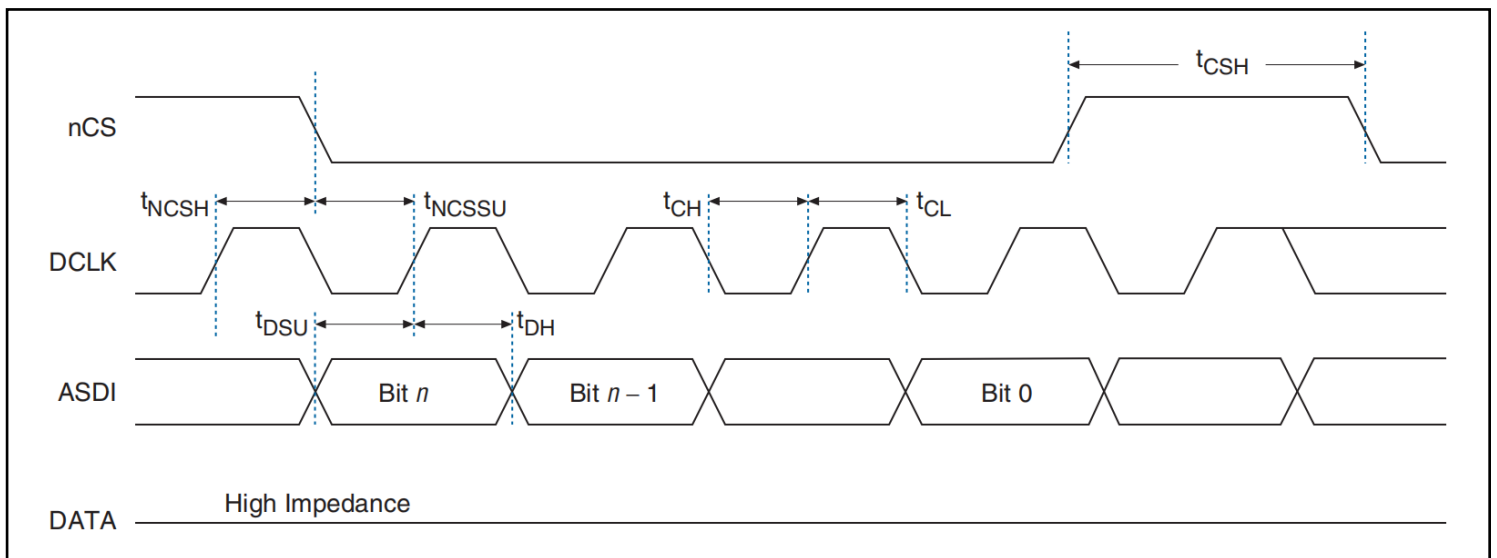 tCSH
nCS
tNCSH tNCSSU tCH tCL
DCLK
tDSU tDH
ASDI Bit n Bit n – 1 Bit 0
High Impedance
DATA